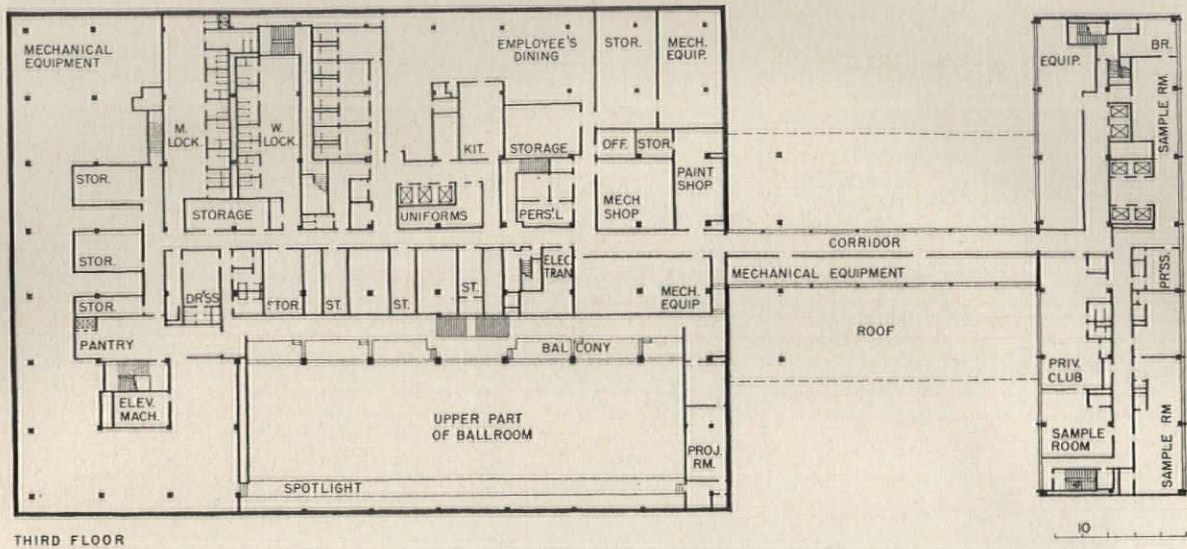 MECHANICAL
EQUIPMENT
EMPLOYEE'S
DINING
STOR.
MECH.
EQUIP.
EQUIP.
BR.
SAMPLE RM.
M.
LOCK.
W.
LOCK.
KIT.
STORAGE
OFF.
STOR.
PAINT
SHOP
STOR.
STORAGE
UNIFORMS
PERS'L
MECH.
SHOP
CORRIDOR
STOR.
ELEC.
TRAN.
MECHANICAL EQUIPMENT
PR'SS.
DR'SS
STOR
ST.
ST.
ST.
MECH.
EQUIP
STOR.
PANTRY
BALCONY
ROOF
PRIV.
CLUB
ELEV.
MACH.
UPPER PART
OF BALLROOM
PROJ.
RM.
SAMPLE
ROOM
SAMPLE RM
SPOTLIGHT
THIRD FLOOR
10